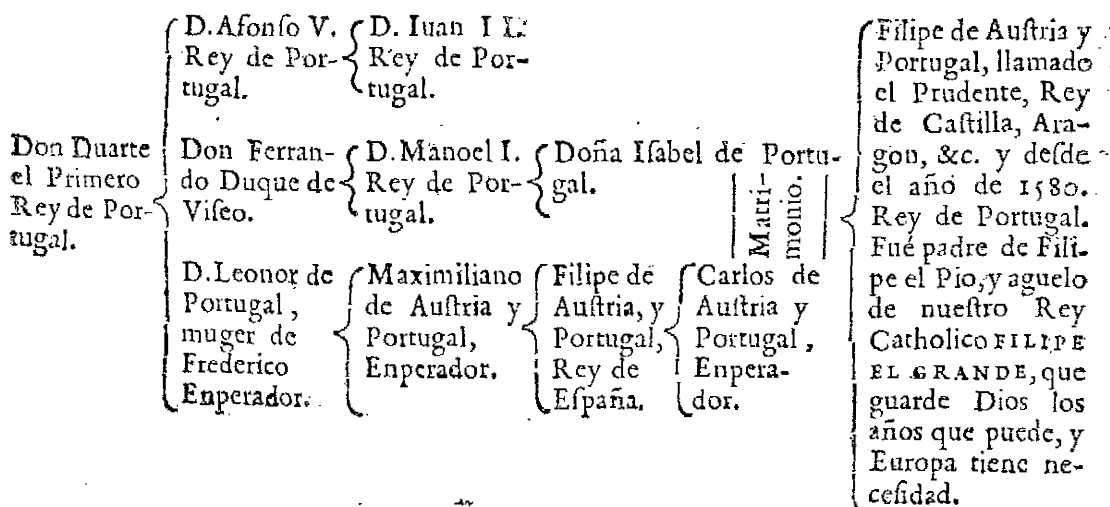 Don Duarte
el Primero
Rey de Por-
tugal.
D. Afonſo V.
Rey de Por-
tugal.
D. Iuan II.
Rey de Por-
tugal.
Don Ferran-
do Duque de
Viſeo.
D. Manoel I.
Rey de Por-
tugal.
Doña Iſabel de Portu-
gal.
D. Leonor de
Portugal,
muger de
Frederico
Enperador.
Maximiliano
de Auſtria y
Portugal,
Enperador.
Filipe de
Auſtria, y
Portugal,
Rey de
Eſpaña.
Carlos de
Auſtria y
Portugal,
Enpera-
dor.
Matri-
monio.
Filipe de Auſtria y
Portugal, llamado
el Prudente, Rey
de Caſtilla, Ara-
gon, &c. y deſde
el año de 1580.
Rey de Portugal.
Fué padre de Fili-
pe el Pio, y aguelo
de nueſtro Rey
Catholico FILIPE
EL GRANDE, que
guarde Dios los
años que puede, y
Europa tiene ne-
ceſidad.